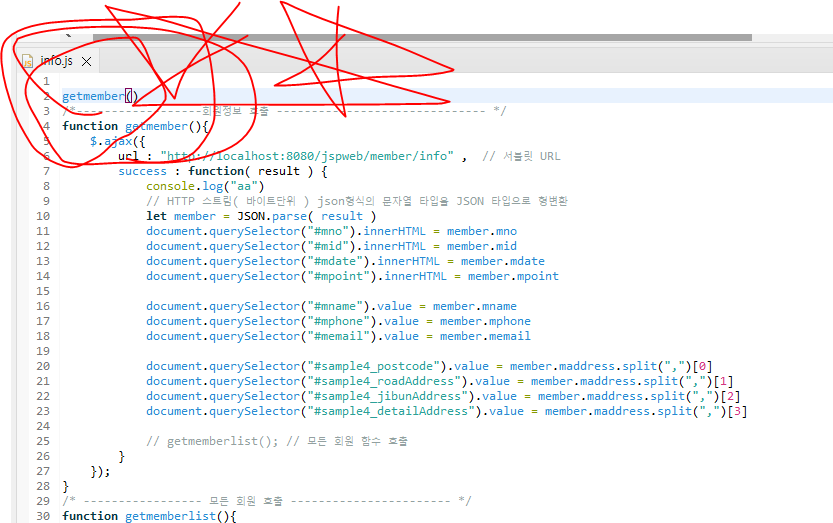 info.js
1
2 getmember()
3 /*------------------회원정보 호출 ------------------------------ */
4 function getmember(){
5 $.ajax({
6 url : "http://localhost:8080/jspweb/member/info" , // 서블릿 URL
7 success : function( result ) {
8 console.log("aa")
9 // HTTP 스트림( 바이트단위 ) json형식의 문자열 타입을 JSON 타입으로 형변환
10 let member = JSON.parse( result )
11 document.querySelector("#mno").innerHTML = member.mno
12 document.querySelector("#mid").innerHTML = member.mid
13 document.querySelector("#mdate").innerHTML = member.mdate
14 document.querySelector("#mpoint").innerHTML = member.mpoint
15
16 document.querySelector("#mname").value = member.mname
17 document.querySelector("#mphone").value = member.mphone
18 document.querySelector("#memail").value = member.memail
19
20 document.querySelector("#sample4_postcode").value = member.maddress.split(",")[0]
21 document.querySelector("#sample4_roadAddress").value = member.maddress.split(",")[1]
22 document.querySelector("#sample4_jibunAddress").value = member.maddress.split(",")[2]
23 document.querySelector("#sample4_detailAddress").value = member.maddress.split(",")[3]
24
25 // getmemberlist(); // 모든 회원 함수 호출
26 }
27 });
28 }
29 /* ----------------- 모든 회원 호출 ----------------------- */
30 function getmemberlist(){